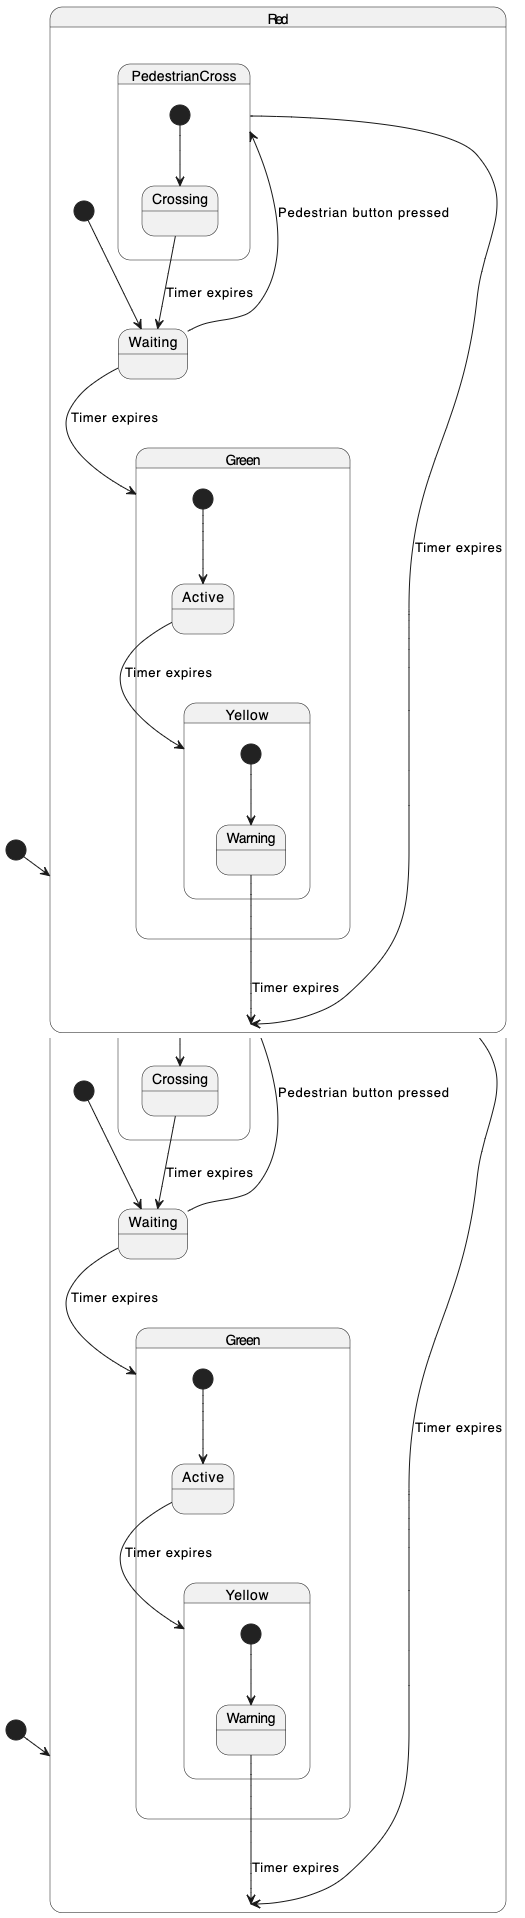 Red
PedestrianCross
Crossing
Pedestrian button pressed
Timer expires
Waiting
Timer expires
Green
Timer expires
Active
Timer expires
Yellow
Warning
Timer expires
Crossing
Pedestrian button pressed
Timer expires
Waiting
Timer expires
Green
Timer expires
Active
Timer expires
Yellow
Warning
Timer expires